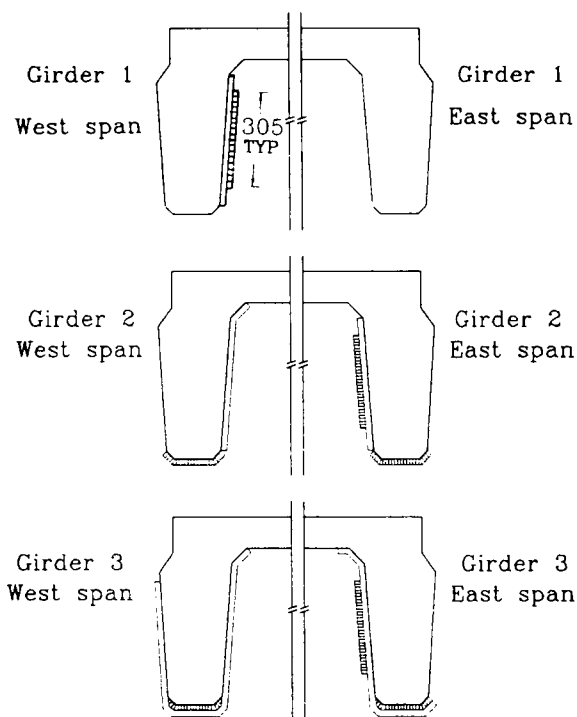 Girder 1
West span
305
TYP
Girder 1
East span
Girder 2
West span
Girder 2
East span
Girder 3
West span
Girder 3
East span